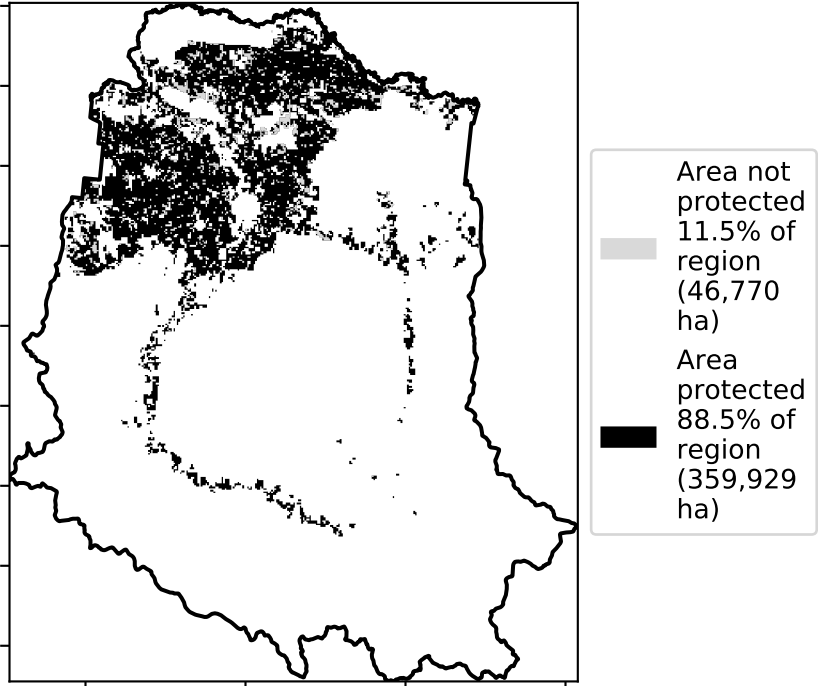 Area not
protected
11.5% of
region
(46,770
ha)
Area
protected
88.5% of
region
(359,929
ha)